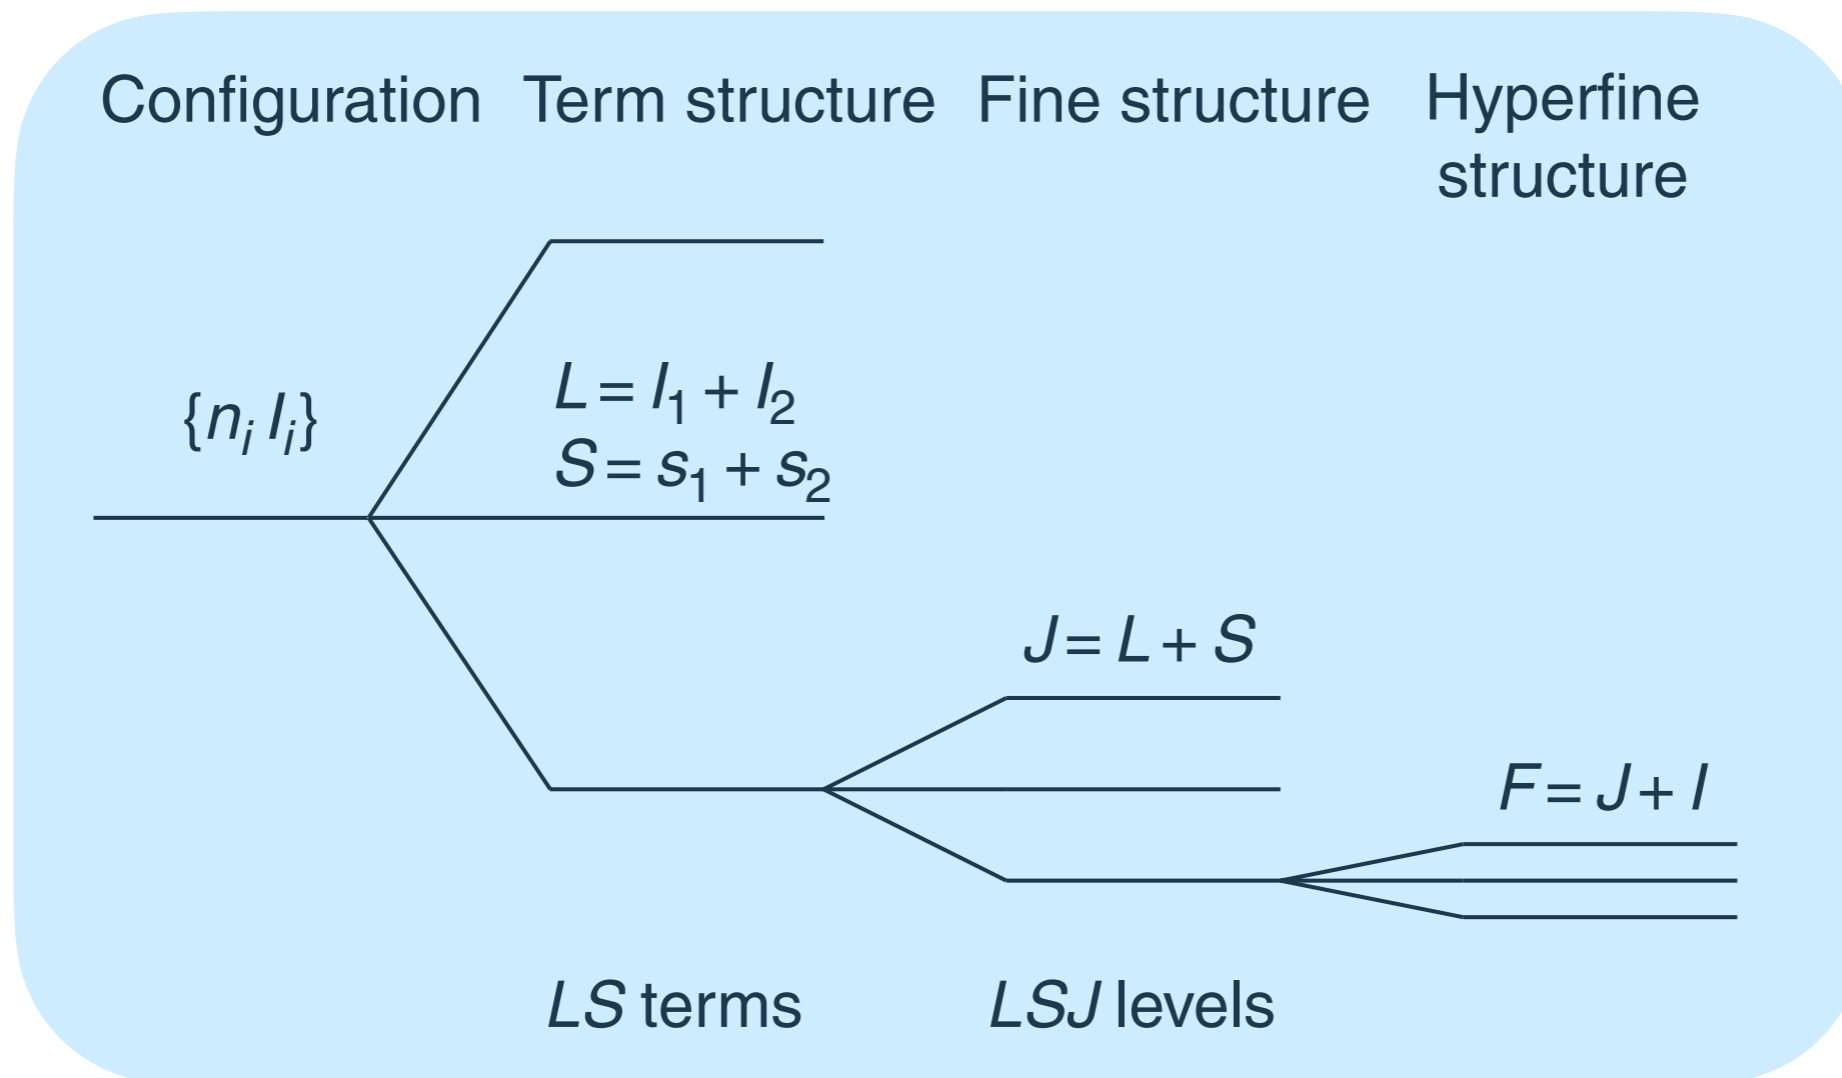 Configuration
Term structure
Fine structure
Hyperfine
structure
{nᵢ lᵢ}
L = l₁ + l₂
S = s₁ + s₂
J = L + S
F = J + I
LS terms
LSJ levels